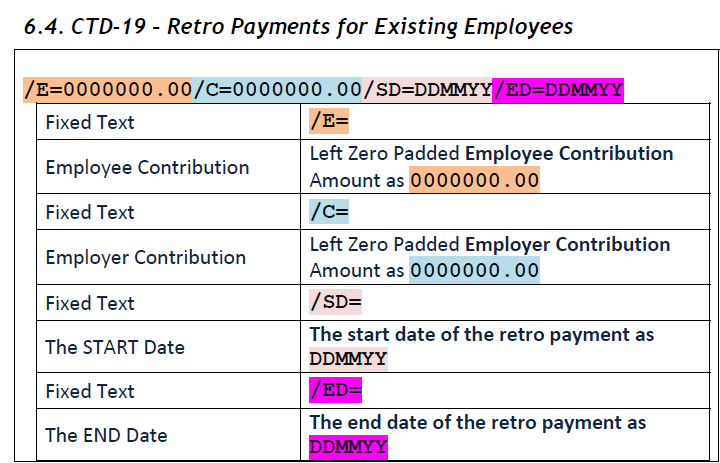 6.4. CTD-19 - Retro Payments for Existing Employees
/E=0000000.00/C=0000000.00/SD=DDMMYY/ED=DDMMYY
Fixed Text /E=
Employee Contribution Left Zero Padded Employee Contribution
Amount as 0000000.00
Fixed Text /C=
Employer Contribution Left Zero Padded Employer Contribution
Amount as 0000000.00
Fixed Text /SD=
The START Date The start date of the retro payment as
DDMMYY
Fixed Text /ED=
The END Date The end date of the retro payment as
DDMMYY